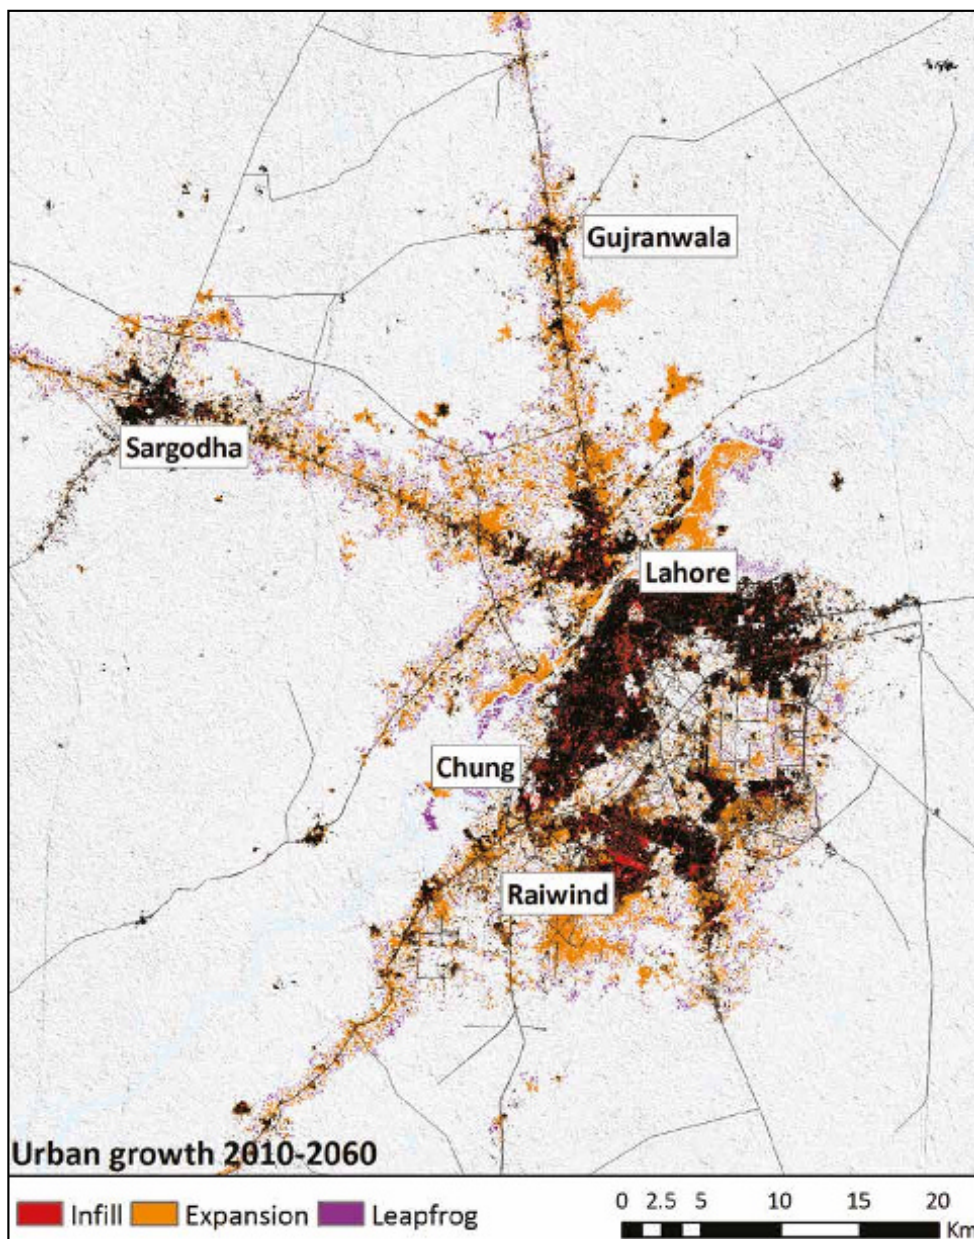 Gujranwala
Sargodha
Lahore
Chung
Raiwind
Urban growth 2010-2060
Infill Expansion Leapfrog
0 2.5 5 10 15 20
Km